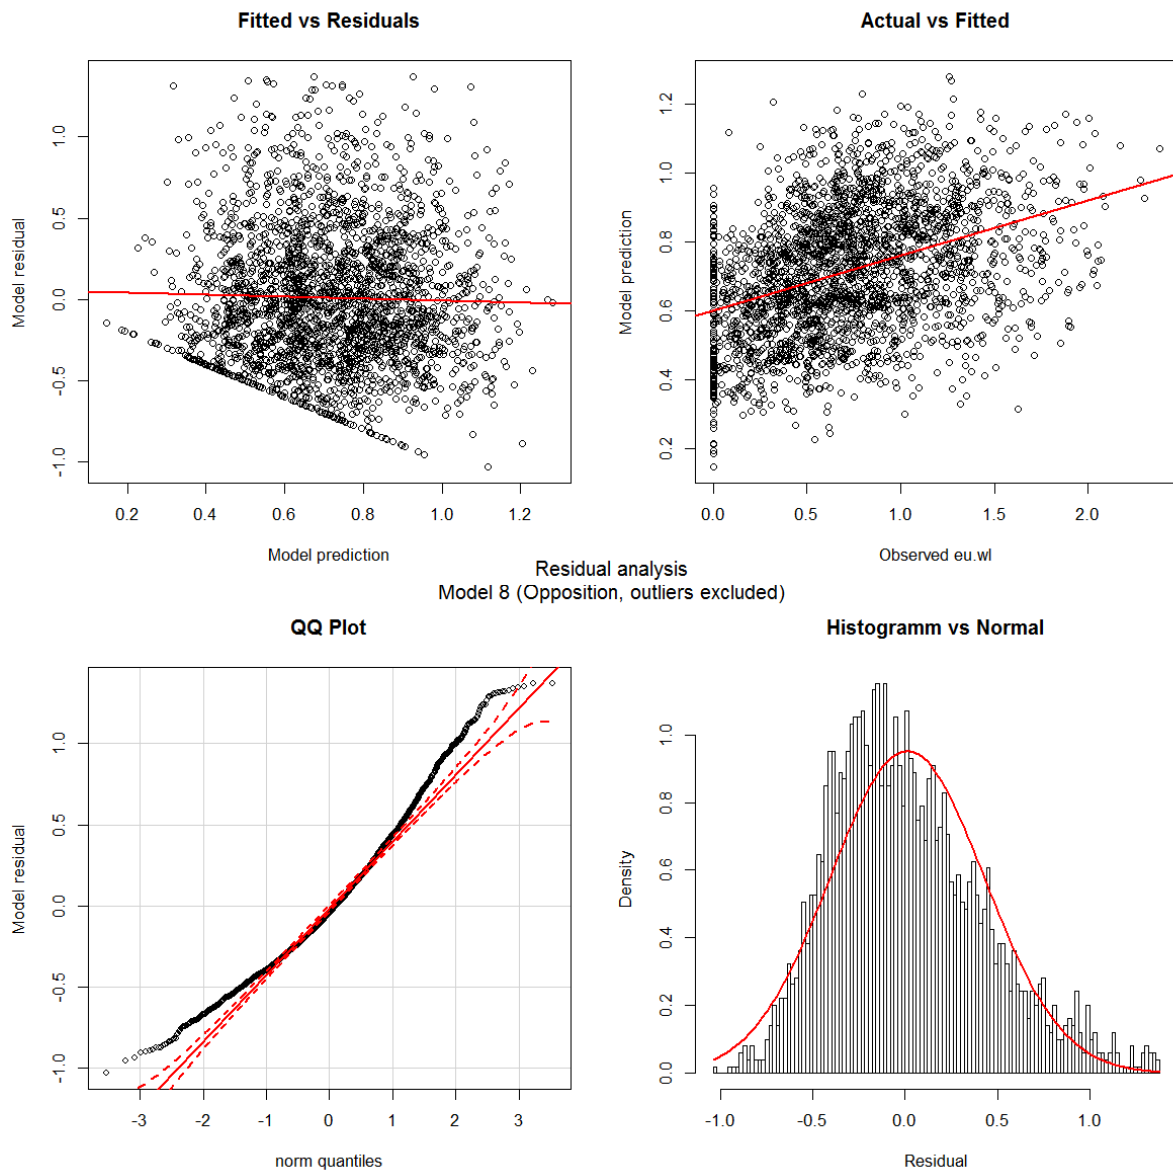 Fitted vs Residuals
Model residual
1.0
0.5
0.0
-0.5
-1.0
0.2 0.4 0.6 0.8 1.0 1.2
Model prediction
Actual vs Fitted
Model prediction
1.2
1.0
0.8
0.6
0.4
0.2
0.0 0.5 1.0 1.5 2.0
Observed eu.wl
Residual analysis
Model 8 (Opposition, outliers excluded)
QQ Plot
Model residual
1.0
0.5
0.0
-0.5
-1.0
-3 -2 -1 0 1 2 3
norm quantiles
Histogramm vs Normal
Density
1.0
0.8
0.6
0.4
0.2
0.0
-1.0 -0.5 0.0 0.5 1.0
Residual